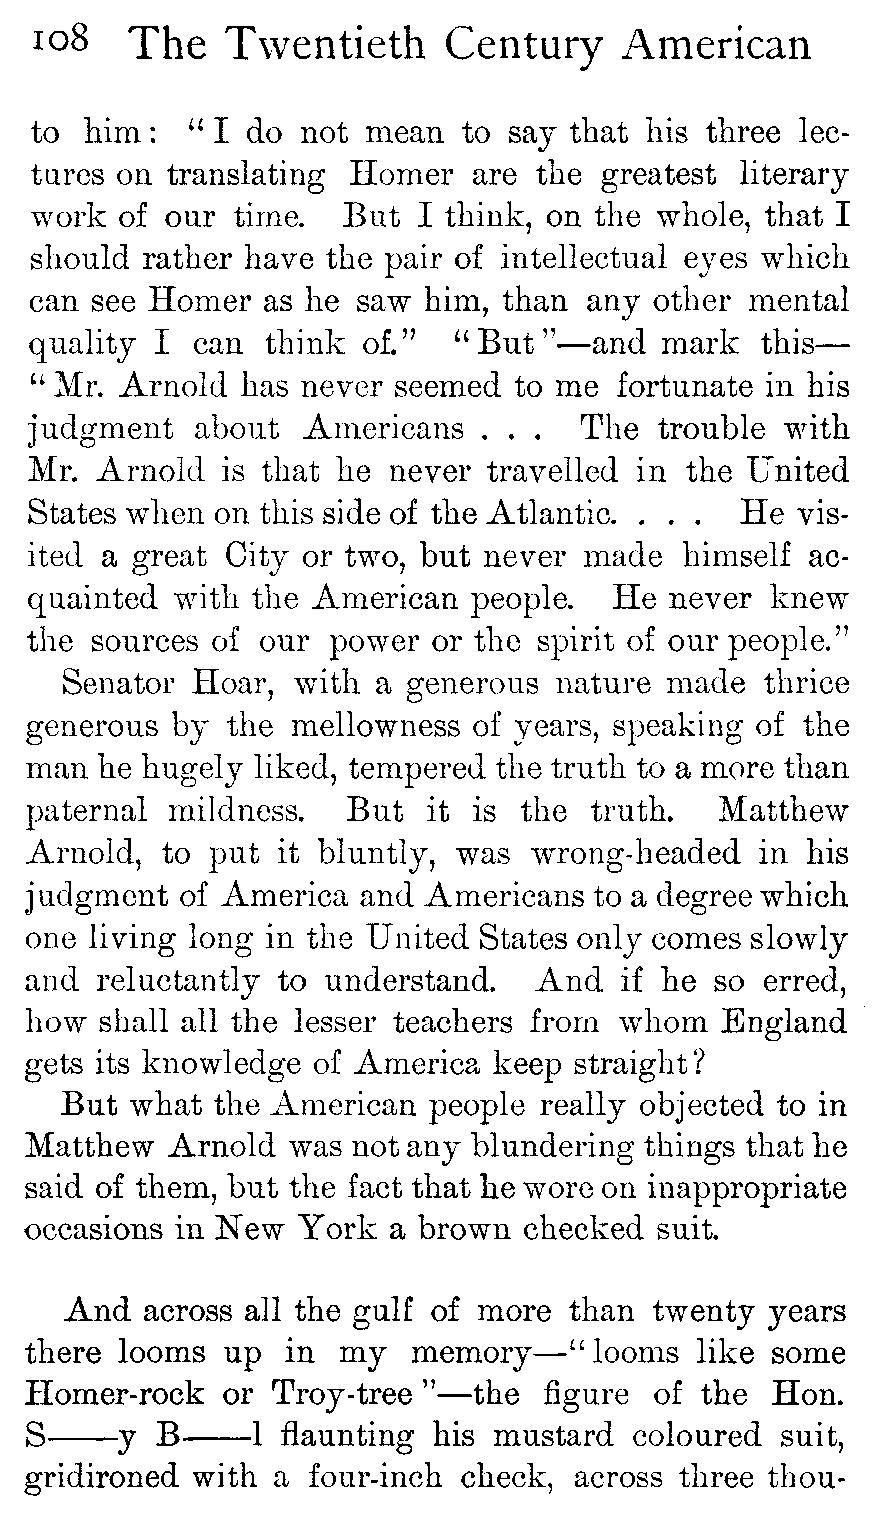 108 The Twentieth Century American
to him: "I do not mean to say that his three lec-
tures on translating Homer are the greatest literary
work of our time. But I think, on the whole, that I
should rather have the pair of intellectual eyes which
can see Homer as he saw him, than any other mental
quality I can think of." "But"—and mark this—
"Mr. Arnold has never seemed to me fortunate in his
judgment about Americans . . . The trouble with
Mr. Arnold is that he never travelled in the United
States when on this side of the Atlantic. . . . He vis-
ited a great City or two, but never made himself ac-
quainted with the American people. He never knew
the sources of our power or the spirit of our people."
Senator Hoar, with a generous nature made thrice
generous by the mellowness of years, speaking of the
man he hugely liked, tempered the truth to a more than
paternal mildness. But it is the truth. Matthew
Arnold, to put it bluntly, was wrong-headed in his
judgment of America and Americans to a degree which
one living long in the United States only comes slowly
and reluctantly to understand. And if he so erred,
how shall all the lesser teachers from whom England
gets its knowledge of America keep straight?
But what the American people really objected to in
Matthew Arnold was not any blundering things that he
said of them, but the fact that he wore on inappropriate
occasions in New York a brown checked suit.
And across all the gulf of more than twenty years
there looms up in my memory—"looms like some
Homer-rock or Troy-tree"—the figure of the Hon.
S——y B——l flaunting his mustard coloured suit,
gridironed with a four-inch check, across three thou-